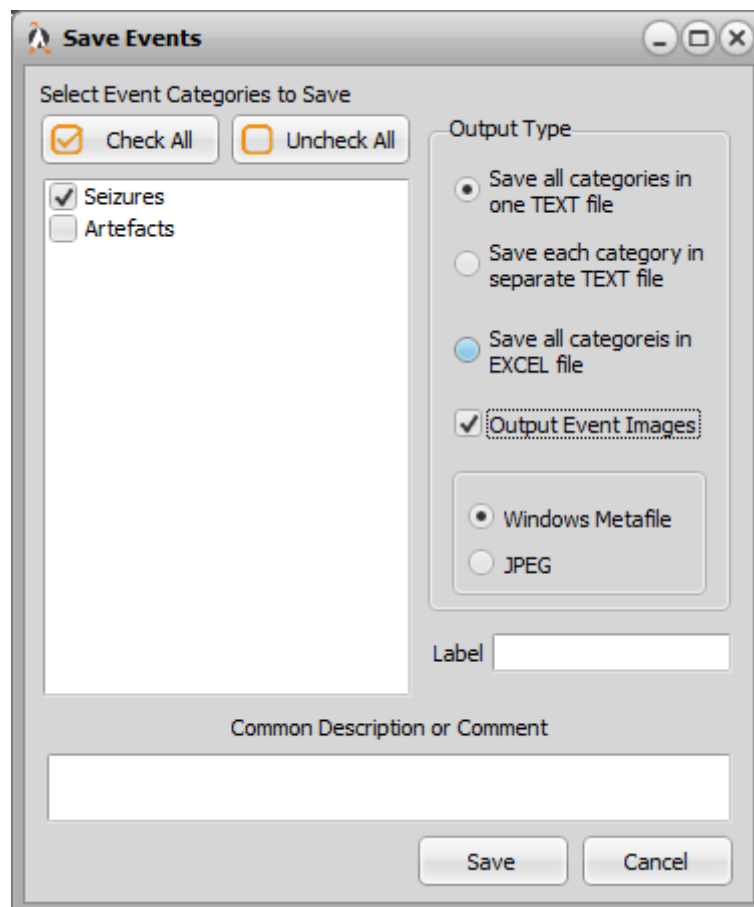 Save Events
Select Event Categories to Save
Check All
Uncheck All
Seizures
Artefacts
Output Type
Save all categories in
one TEXT file
Save each category in
separate TEXT file
Save all categoreis in
EXCEL file
Output Event Images
Windows Metafile
JPEG
Label
Common Description or Comment
Save
Cancel